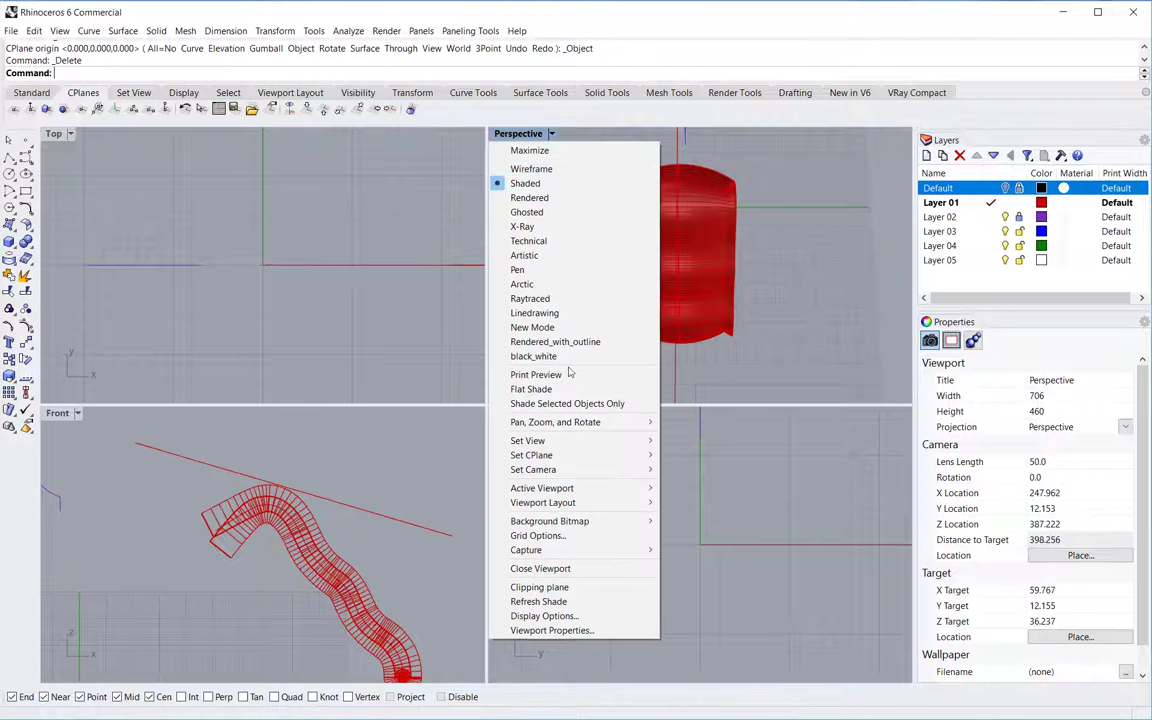 Rhinoceros 6 Commercial
File Edit View Curve Surface Solid Mesh Dimension Transform Tools Analyze Render Panels Paneling Tools Help
CPlane origin <0.000,0.000,0.000> ( All=No Curve Elevation Gumball Object Rotate Surface Through View World 3Point Undo Redo ): _Object
Command: _Delete
Command:
Standard CPlanes Set View Display Select Viewport Layout Visibility Transform Curve Tools Surface Tools Solid Tools Mesh Tools Render Tools Drafting New in V6 VRay Compact
Top
y
x
Perspective
Maximize
Wireframe
Shaded
Rendered
Ghosted
X-Ray
Technical
Artistic
Pen
Arctic
Raytraced
Linedrawing
New Mode
Rendered_with_outline
black_white
Print Preview
Flat Shade
Shade Selected Objects Only
Pan, Zoom, and Rotate
Set View
Set CPlane
Set Camera
Active Viewport
Viewport Layout
Background Bitmap
Grid Options...
Capture
Close Viewport
Clipping plane
Refresh Shade
Display Options...
Viewport Properties...
Front
z
x
y
Layers
Name Color Material Print Width
Default Default
Layer 01 Default
Layer 02 Default
Layer 03 Default
Layer 04 Default
Layer 05 Default
Properties
Viewport
Title Perspective
Width 706
Height 460
Projection Perspective
Camera
Lens Length 50.0
Rotation 0.0
X Location 247.962
Y Location 12.153
Z Location 387.222
Distance to Target 398.256
Location Place...
Target
X Target 59.767
Y Target 12.155
Z Target 36.237
Location Place...
Wallpaper
Filename (none) ...
End Near Point Mid Cen Int Perp Tan Quad Knot Vertex Project Disable